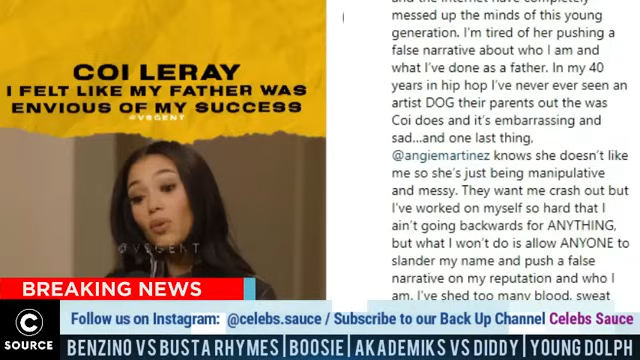 COI LERAY
I FELT LIKE MY FATHER WAS
ENVIOUS OF MY SUCCESS
@VSGENT
@VSGENT
and the internet have completely
messed up the minds of this young
generation. I'm tired of her pushing a
false narrative about who I am and
what I've done as a father. In my 40
years in hip hop I've never ever seen an
artist DOG their parents out the was
Coi does and it's embarrassing and
sad...and one last thing,
@angiemartinez knows she doesn't like
me so she's just being manipulative
and messy. They want me crash out but
I've worked on myself so hard that I
ain't going backwards for ANYTHING,
but what I won't do is allow ANYONE to
slander my name and push a false
narrative on my reputation and who I
am. I've shed too many blood, sweat
BREAKING NEWS
C
SOURCE
Follow us on Instagram: @celebs.sauce / Subscribe to our Back Up Channel Celebs Sauce
BENZINO VS BUSTA RHYMES | BOOSIE | AKADEMIKS VS DIDDY | YOUNG DOLPH